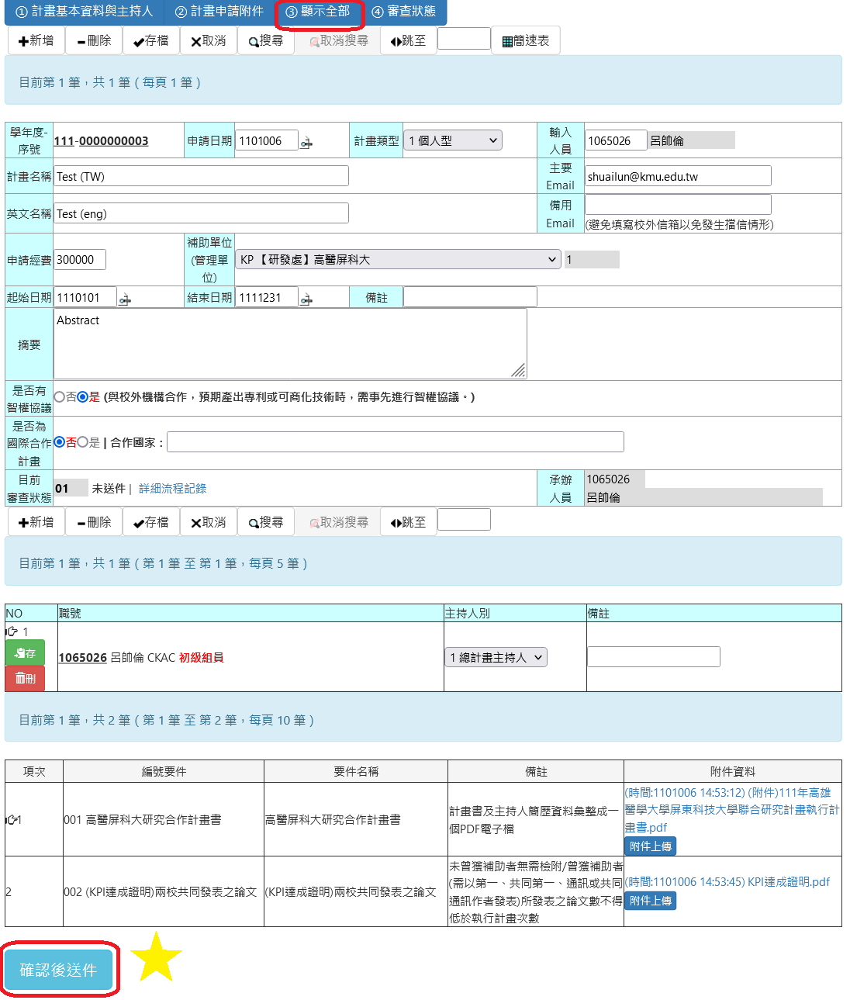 ① 計畫基本資料與主持人 ② 計畫申請附件 ③ 顯示全部 ④ 審查狀態
新增 刪除 存檔 取消 搜尋 取消搜尋 跳至 簡速表
目前第 1 筆，共 1 筆 ( 每頁 1 筆 )
學年度-序號 111-0000000003 申請日期 1101006 計畫類型 1 個人型 輸入人員 1065026 呂帥倫
計畫名稱 Test (TW) 主要 Email shuailun@kmu.edu.tw
英文名稱 Test (eng) 備用 Email (避免填寫校外信箱以免發生擋信情形)
申請經費 300000 補助單位(管理單位) KP 【研發處】高醫屏科大 1
起始日期 1110101 結束日期 1111231 備註
摘要 Abstract
是否有智權協議 否 是 (與校外機構合作，預期產出專利或可商化技術時，需事先進行智權協議。)
是否為國際合作計畫 否 是 | 合作國家：
目前審查狀態 01 未送件 | 詳細流程記錄 承辦人員 1065026 呂帥倫
新增 刪除 存檔 取消 搜尋 取消搜尋 跳至
目前第 1 筆，共 1 筆 ( 第 1 筆 至 第 1 筆，每頁 5 筆 )
NO 職號 主持人別 備註
1 存 刪 1065026 呂帥倫 CKAC 初級組員 1 總計畫主持人
目前第 1 筆，共 2 筆 ( 第 1 筆 至 第 2 筆，每頁 10 筆 )
項次 編號要件 要件名稱 備註 附件資料
1 001 高醫屏科大研究合作計畫書 高醫屏科大研究合作計畫書 計畫書及主持人簡歷資料彙整成一個PDF電子檔 (時間:1101006 14:53:12) (附件)111年高雄醫學大學屏東科技大學聯合研究計畫執行計畫書.pdf 附件上傳
2 002 (KPI達成證明)兩校共同發表之論文 (KPI達成證明)兩校共同發表之論文 未曾獲補助者無需檢附/曾獲補助者(需以第一、共同第一、通訊或共同通訊作者發表)所發表之論文數不得低於執行計畫次數 (時間:1101006 14:53:45) KPI達成證明.pdf 附件上傳
確認後送件